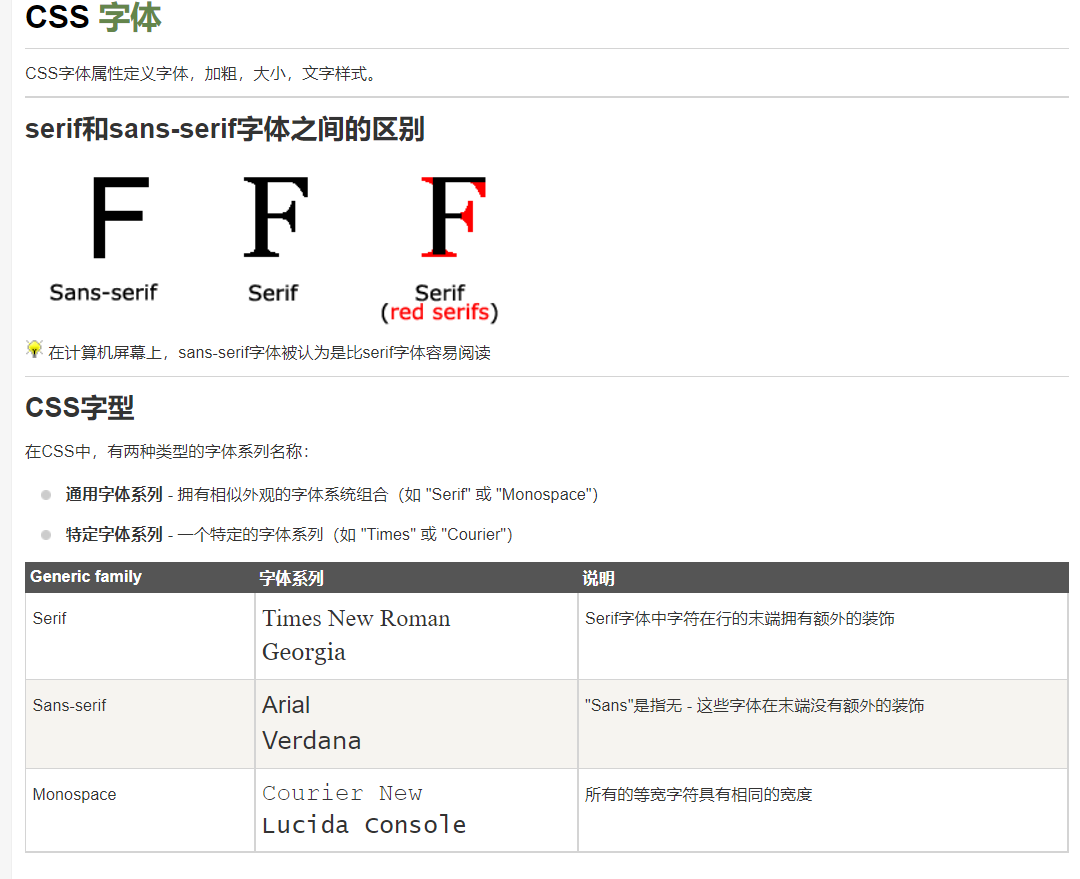 CSS 字体
CSS字体属性定义字体，加粗，大小，文字样式。
serif和sans-serif字体之间的区别
F F F
Sans-serif Serif Serif
(red serifs)
在计算机屏幕上，sans-serif字体被认为是比serif字体容易阅读
CSS字型
在CSS中，有两种类型的字体系列名称：
通用字体系列 - 拥有相似外观的字体系统组合（如 "Serif" 或 "Monospace"）
特定字体系列 - 一个特定的字体系列（如 "Times" 或 "Courier"）
Generic family 字体系列 说明
Serif Times New Roman Serif字体中字符在行的末端拥有额外的装饰
Georgia
Sans-serif Arial "Sans"是指无 - 这些字体在末端没有额外的装饰
Verdana
Monospace Courier New 所有的等宽字符具有相同的宽度
Lucida Console